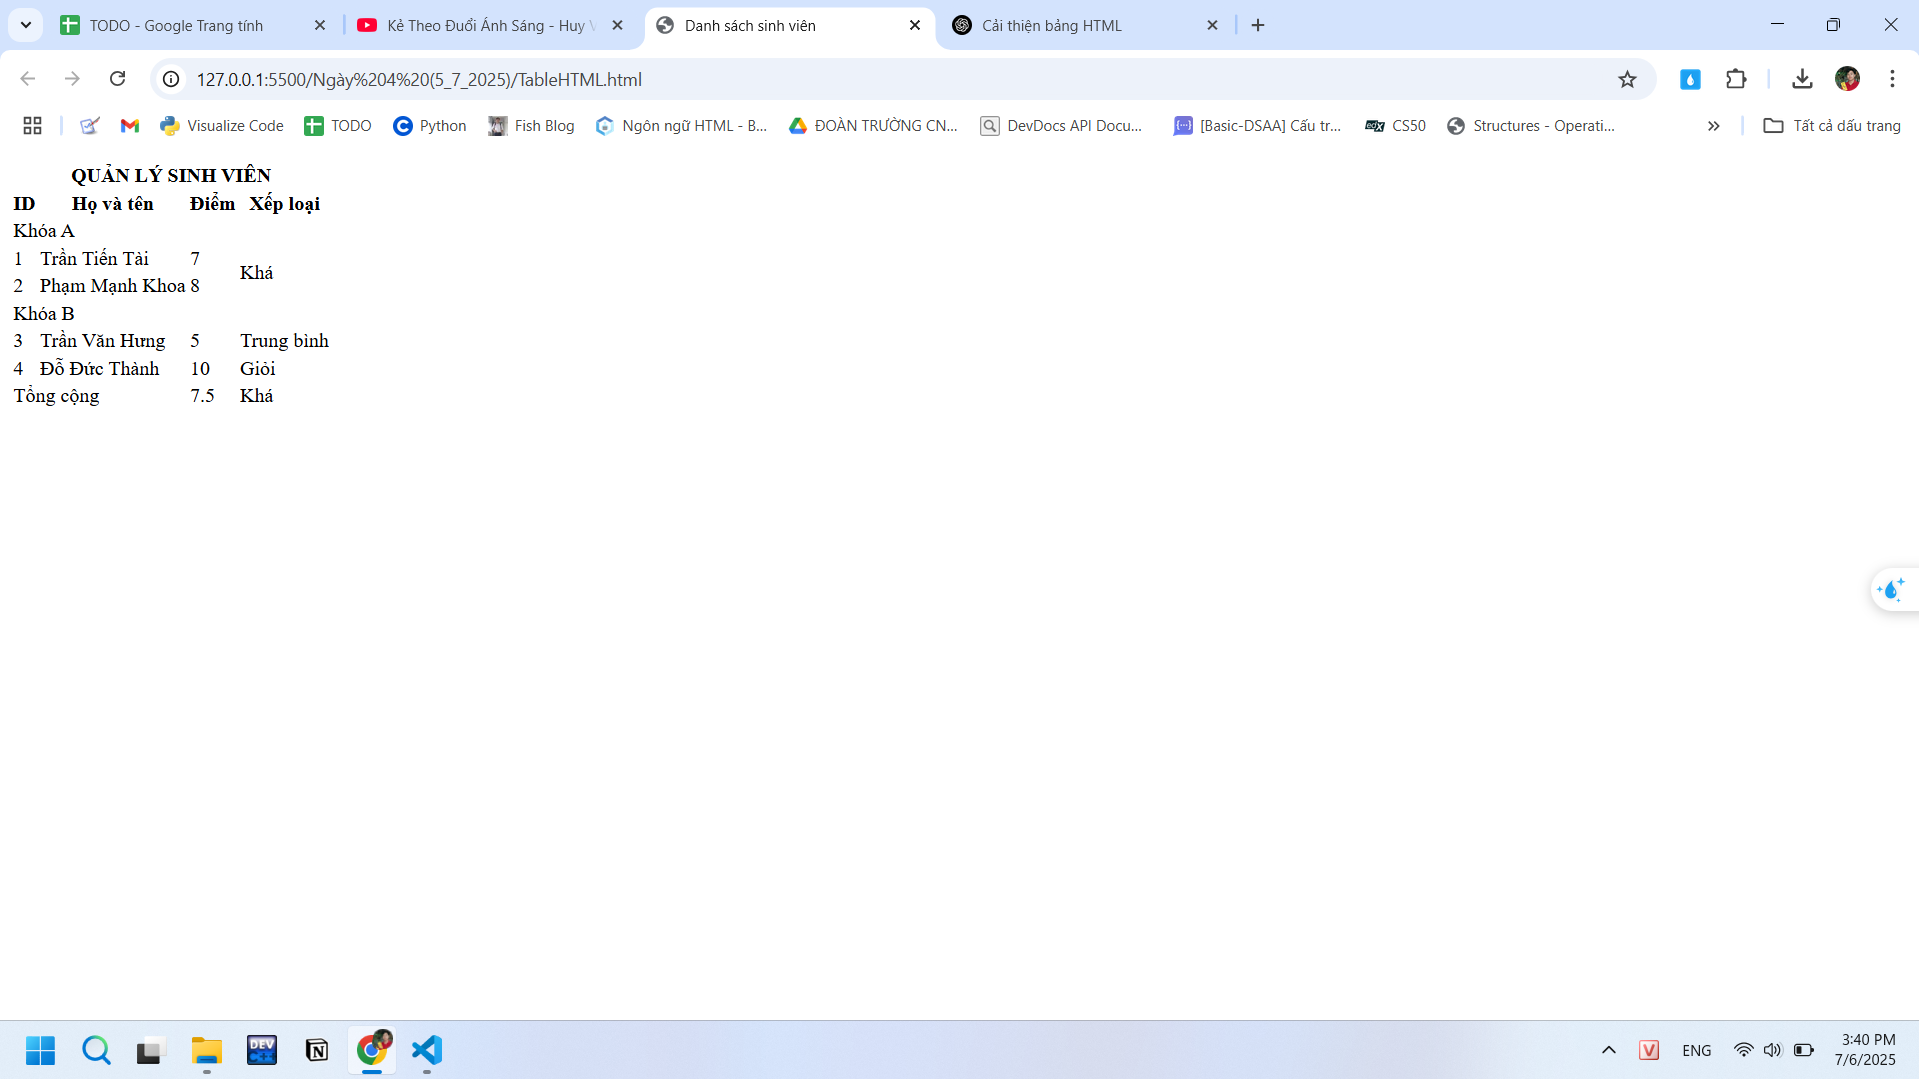 TODO - Google Trang tính
Kẻ Theo Đuổi Ánh Sáng - Huy V
Danh sách sinh viên
Cải thiện bảng HTML
127.0.0.1:5500/Ngày%204%20(5_7_2025)/TableHTML.html
Visualize Code
TODO
Python
Fish Blog
Ngôn ngữ HTML - B...
ĐOÀN TRƯỜNG CN...
DevDocs API Docu...
[Basic-DSAA] Cấu tr...
edX CS50
Structures - Operati...
Tất cả dấu trang
QUẢN LÝ SINH VIÊN
ID Họ và tên Điểm Xếp loại
Khóa A
1 Trần Tiến Tài 7
Khá
2 Phạm Mạnh Khoa 8
Khóa B
3 Trần Văn Hưng 5 Trung bình
4 Đỗ Đức Thành 10 Giỏi
Tổng cộng 7.5 Khá
DEV C++
V
ENG
3:40 PM
7/6/2025